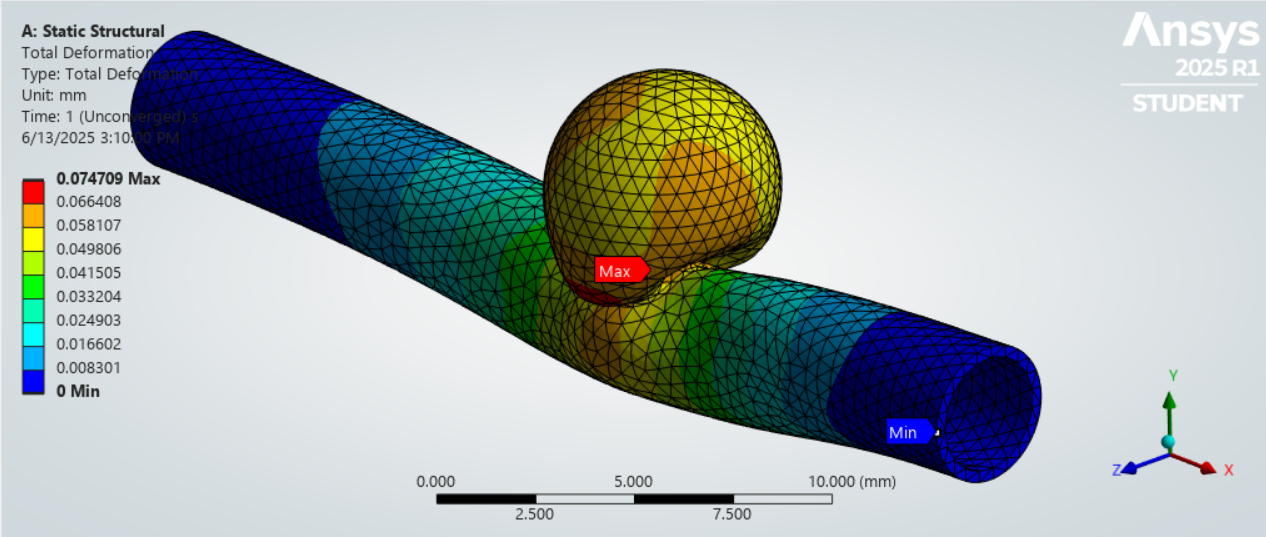 A: Static Structural
Total Deformation
Type: Total Deformation
Unit: mm
Time: 1 (Unconverged) s
6/13/2025 3:10:00 PM
0.074709 Max
0.066408
0.058107
0.049806
0.041505
0.033204
0.024903
0.016602
0.008301
0 Min
Ansys
2025 R1
STUDENT
Max
Min
0.000
5.000
10.000 (mm)
2.500
7.500
Y
Z
X